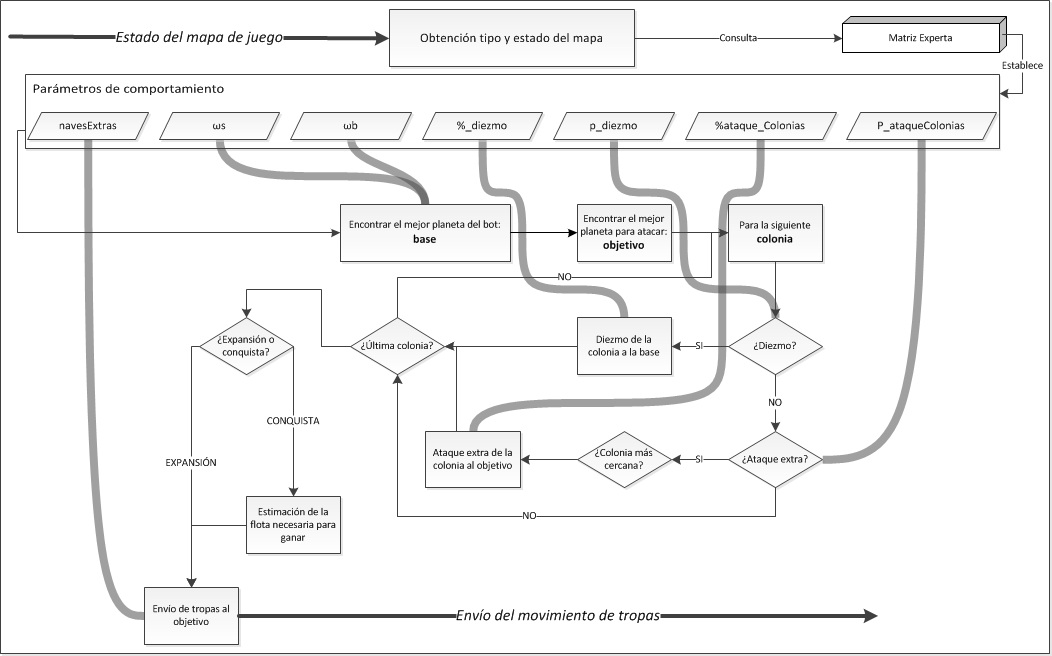 Estado del mapa de juego
Obtención tipo y estado del mapa
Consulta
Matriz Experta
Establece
Parámetros de comportamiento
navesExtras
ωs
ωb
%_diezmo
p_diezmo
%ataque_Colonias
P_ataqueColonias
Encontrar el mejor planeta del bot:
base
Encontrar el mejor
planeta para atacar:
objetivo
Para la siguiente
colonia
NO
¿Expansión o
conquista?
¿Última colonia?
Diezmo de la
colonia a la base
SI
¿Diezmo?
NO
CONQUISTA
EXPANSIÓN
Ataque extra de la
colonia al objetivo
¿Colonia más
cercana?
SI
¿Ataque extra?
NO
Estimación de la
flota necesaria para
ganar
Envío de tropas al
objetivo
Envío del movimiento de tropas